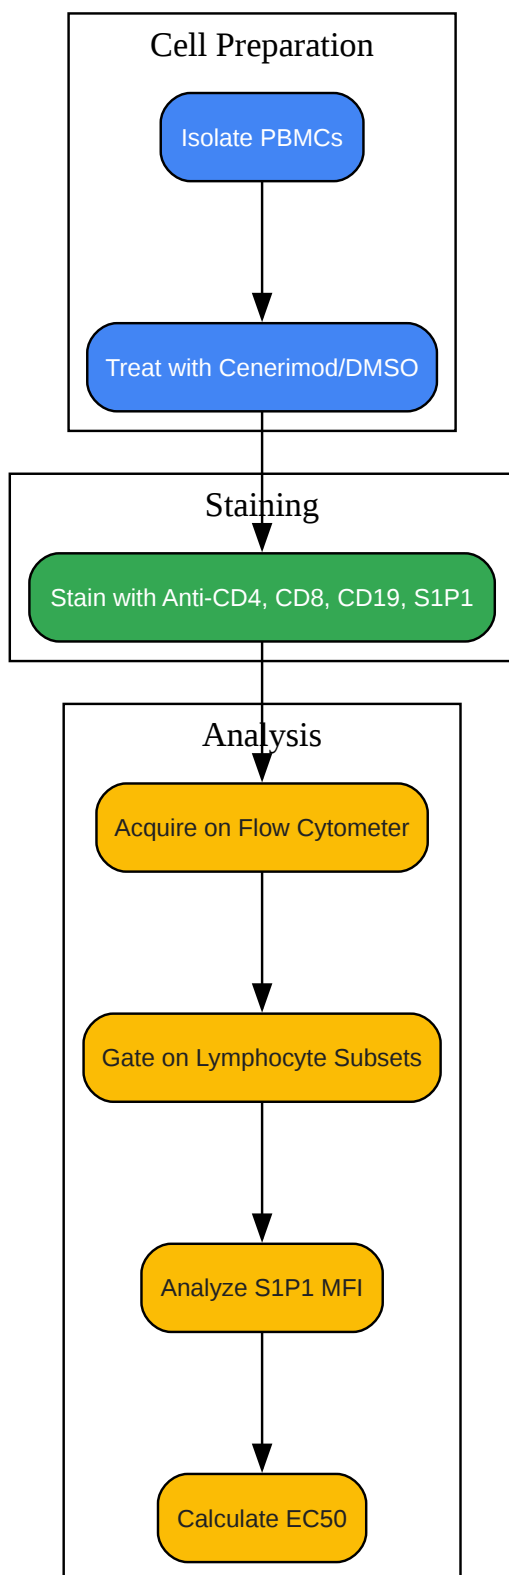 Cell Preparation
Isolate PBMCs
Treat with Cenerimod/DMSO
Staining
Stain with Anti-CD4, CD8, CD19, S1P1
Analysis
Acquire on Flow Cytometer
Gate on Lymphocyte Subsets
Analyze S1P1 MFI
Calculate EC50